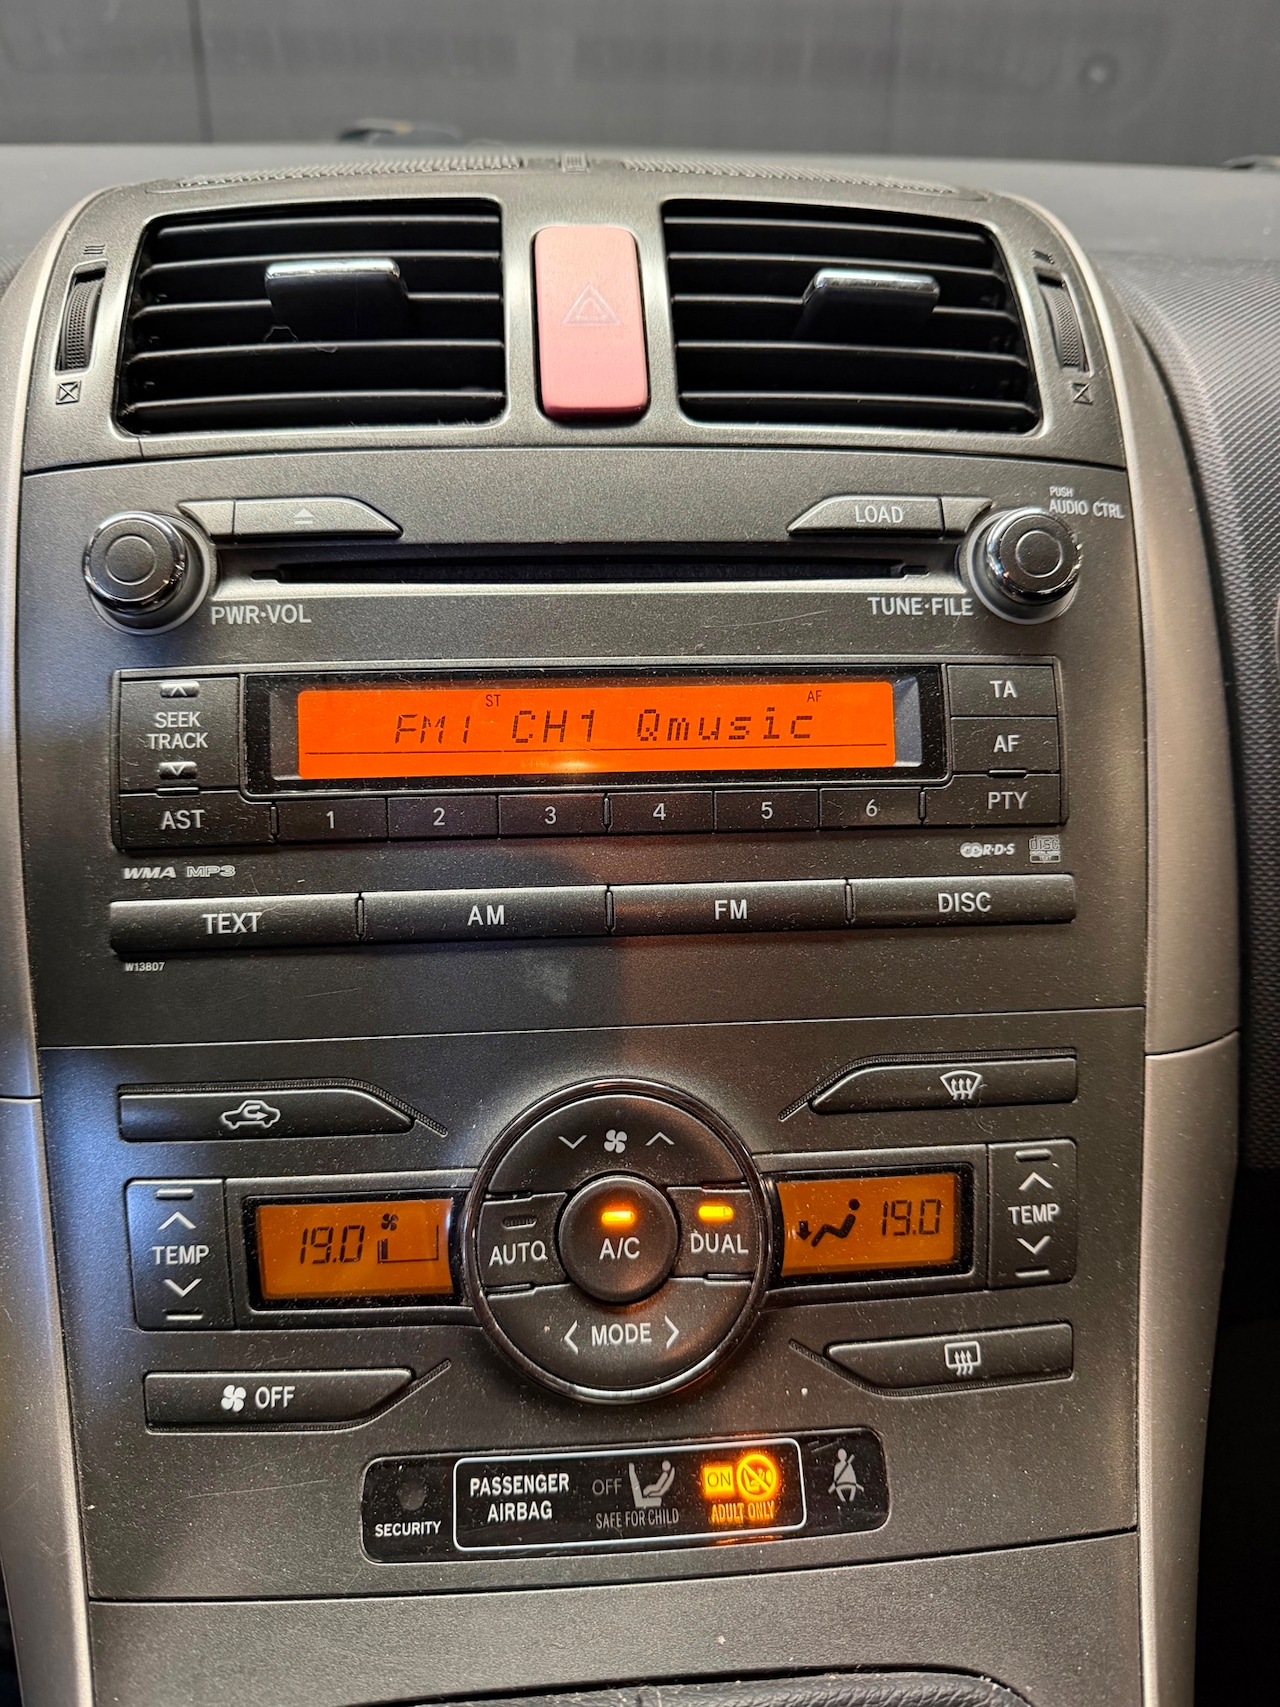 LOAD
PUSH
AUDIO CTRL
PWR·VOL
TUNE·FILE
SEEK
TRACK
AST
ST
AF
FM1 CH1 Qmusic
TA
AF
PTY
1 2 3 4 5 6
WMA MP3
R·D·S
DISC
TEXT
TEXT AM FM DISC
W13807
TEMP
19.0
AUTO
A/C
DUAL
19.0
TEMP
MODE
OFF
SECURITY
PASSENGER
AIRBAG
OFF
SAFE FOR CHILD
ON
ADULT ONLY